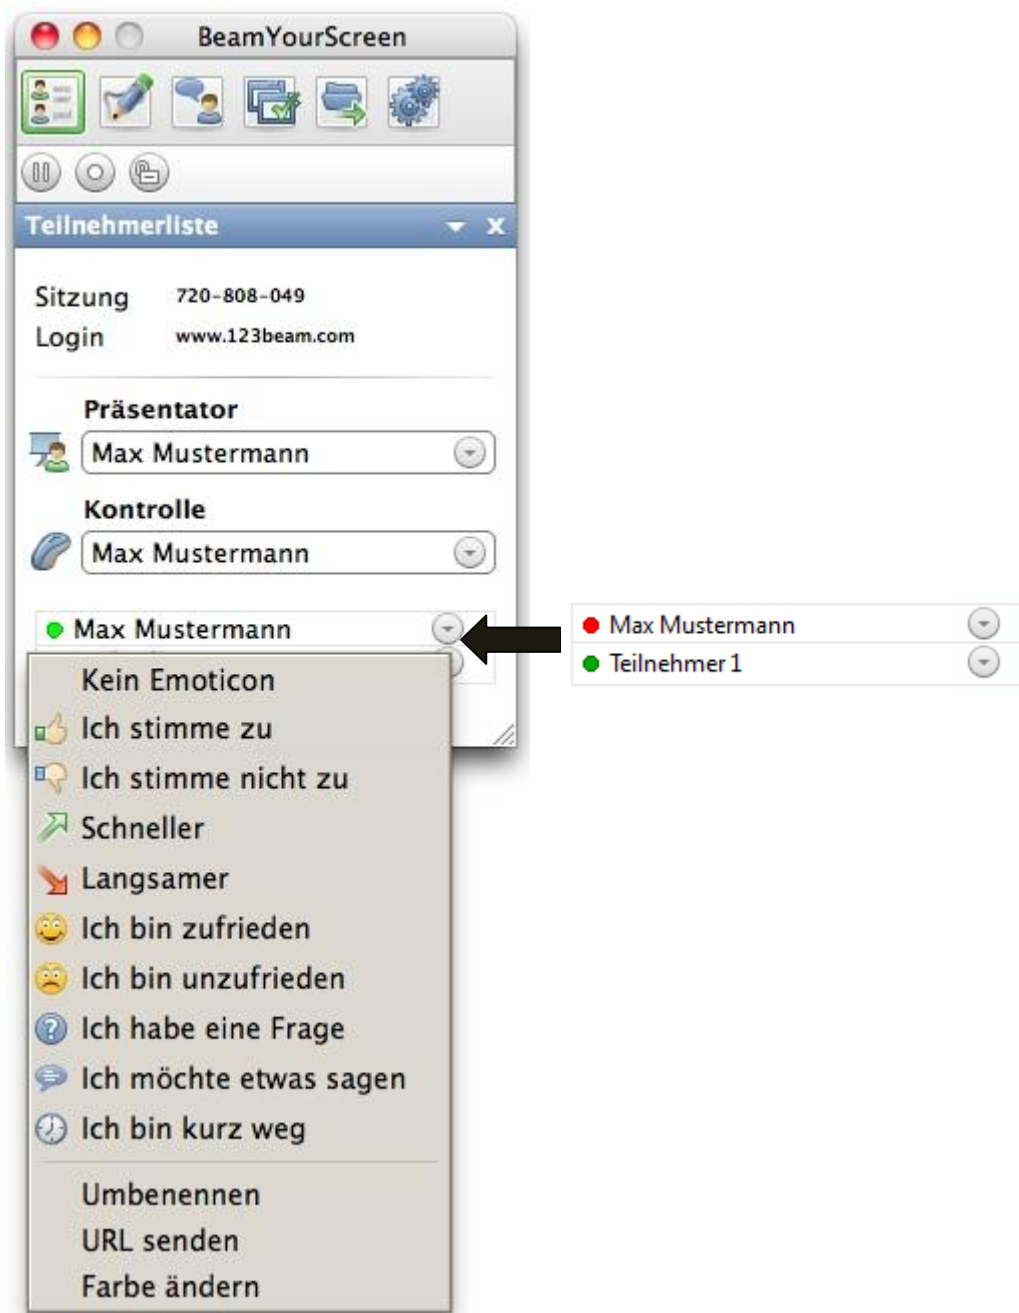 BeamYourScreen
Teilnehmerliste
Sitzung 720-808-049
Login www.123beam.com
Präsentator
Max Mustermann
Kontrolle
Max Mustermann
Max Mustermann
Max Mustermann
Teilnehmer 1
Kein Emoticon
Ich stimme zu
Ich stimme nicht zu
Schneller
Langsamer
Ich bin zufrieden
Ich bin unzufrieden
Ich habe eine Frage
Ich möchte etwas sagen
Ich bin kurz weg
Umbenennen
URL senden
Farbe ändern